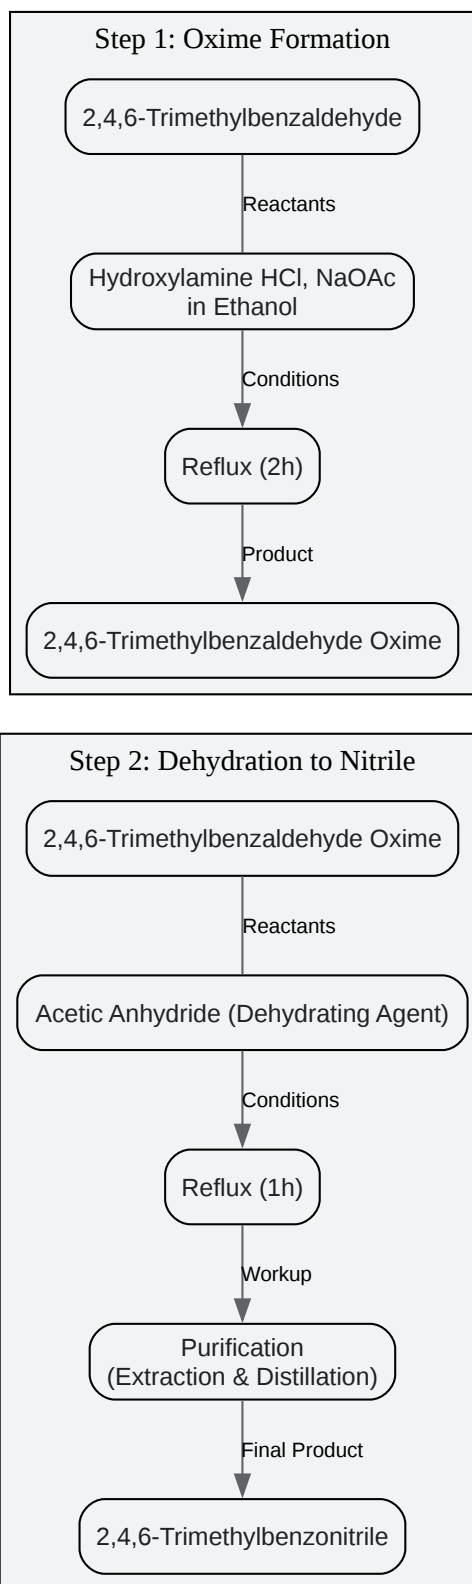 Step 1: Oxime Formation
2,4,6-Trimethylbenzaldehyde
Reactants
Hydroxylamine HCl, NaOAc
in Ethanol
Conditions
Reflux (2h)
Product
2,4,6-Trimethylbenzaldehyde Oxime
Step 2: Dehydration to Nitrile
2,4,6-Trimethylbenzaldehyde Oxime
Reactants
Acetic Anhydride (Dehydrating Agent)
Conditions
Reflux (1h)
Workup
Purification
(Extraction & Distillation)
Final Product
2,4,6-Trimethylbenzonitrile